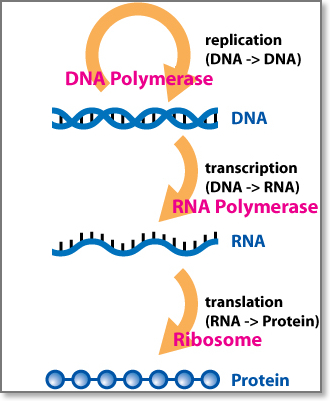 replication
(DNA -> DNA)
DNA Polymerase
DNA
transcription
(DNA -> RNA)
RNA Polymerase
RNA
translation
(RNA -> Protein)
Ribosome
Protein